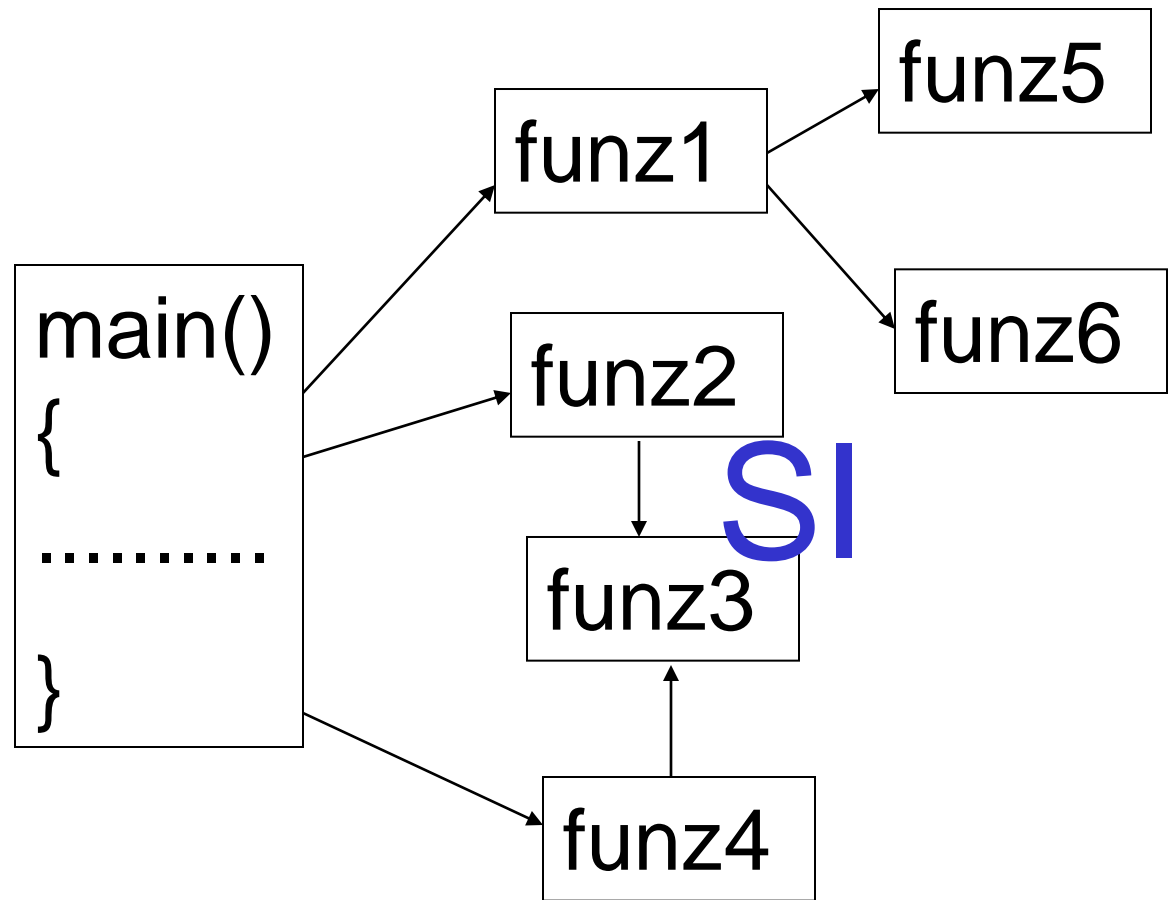 funz5
funz1
main()
{
..........
}
funz6
funz2
SI
funz3
funz4